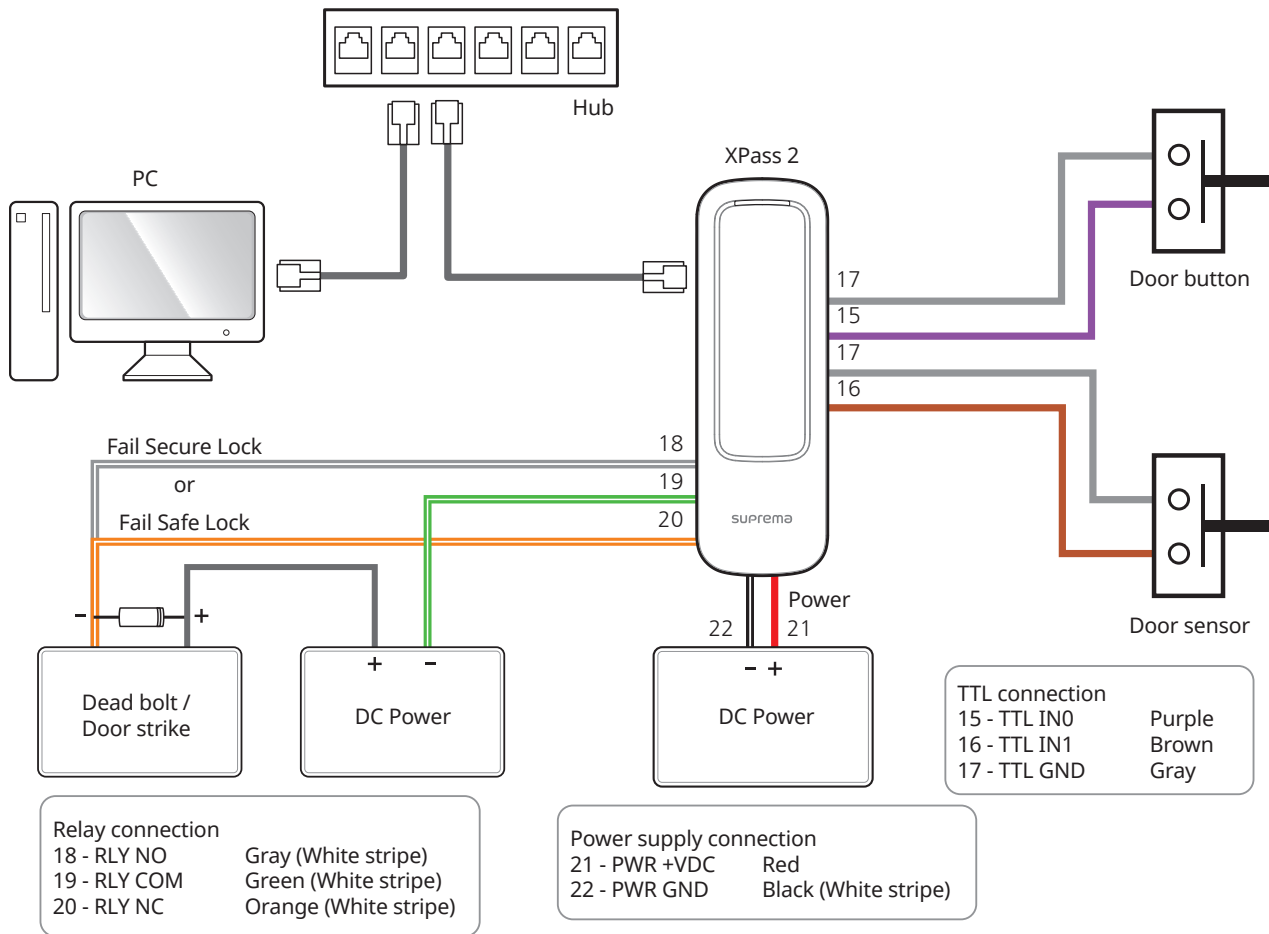 Hub
XPass 2
PC
17
15
17
16
Door button
Fail Secure Lock
18
or
19
Fail Safe Lock
20
suprema
- +
Power
22
21
Door sensor
+ -
- +
Dead bolt /
Door strike
DC Power
DC Power
TTL connection
15 - TTL IN0 Purple
16 - TTL IN1 Brown
17 - TTL GND Gray
Relay connection
18 - RLY NO Gray (White stripe)
19 - RLY COM Green (White stripe)
20 - RLY NC Orange (White stripe)
Power supply connection
21 - PWR +VDC Red
22 - PWR GND Black (White stripe)